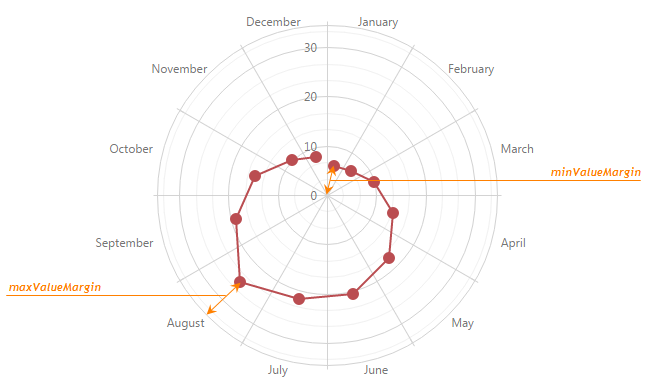 December
January
30
November
February
20
October
10
March
minValueMargin
0
September
April
maxValueMargin
August
May
July
June